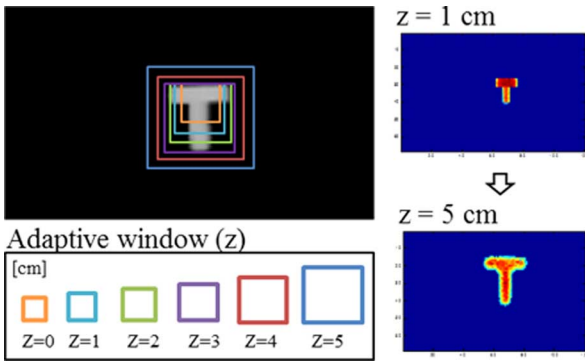 z = 1 cm
z = 5 cm
Adaptive window (z)
[cm]
Z=0 Z=1 Z=2 Z=3 Z=4 Z=5